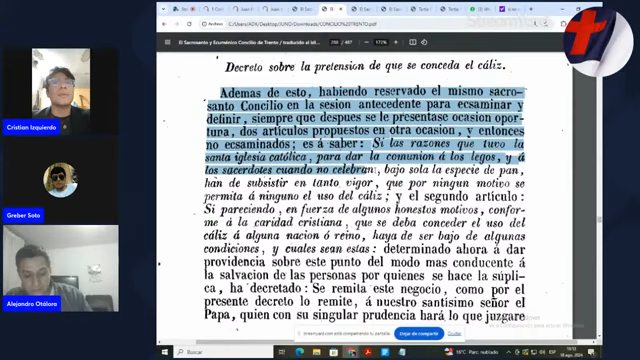 StreamYard
CONCILIO%20TRENTO.pdf
El Sacrosanto y Ecuménico Concilio de Trento / traducido al idi...
Decreto sobre la pretension de que se conceda el cáliz.
Ademas de esto, habiendo reservado el mismo sacro-
santo Concilio en la sesion antecedente para ecsaminar y
definir, siempre que despues se le presentase ocasion opor-
tuna, dos artículos propuestos en otra ocasion, y entonces
no ecsaminados; es á saber: Si las razones que tuvo la
santa iglesia católica, para dar la comunion á los legos, y á
los sacerdotes cuando no celebran, bajo sola la especie de pan,
han de subsistir en tanto vigor, que por ningun motivo se
permita á ninguno el uso del cáliz; y el segundo artículo:
Si pareciendo, en fuerza de algunos honestos motivos, confor-
me á la caridad cristiana, que se deba conceder el uso del
cáliz á alguna nacion ó reino, haya de ser bajo de algunas
condiciones, y cuales sean estas: determinado ahora á dar
providencia sobre este punto del modo mas conducente á
la salvacion de las personas por quienes se hace la súpli-
ca, ha decretado: Se remita este negocio, como por el
presente decreto lo remite, á nuestro santísimo señor el
Papa, quien con su singular prudencia hará lo que juzgare
Cristian Izquierdo
Greber Soto
Alejandro Otálora
Dejar de compartir
Ocultar
Buscar
16°C Parc. nublado